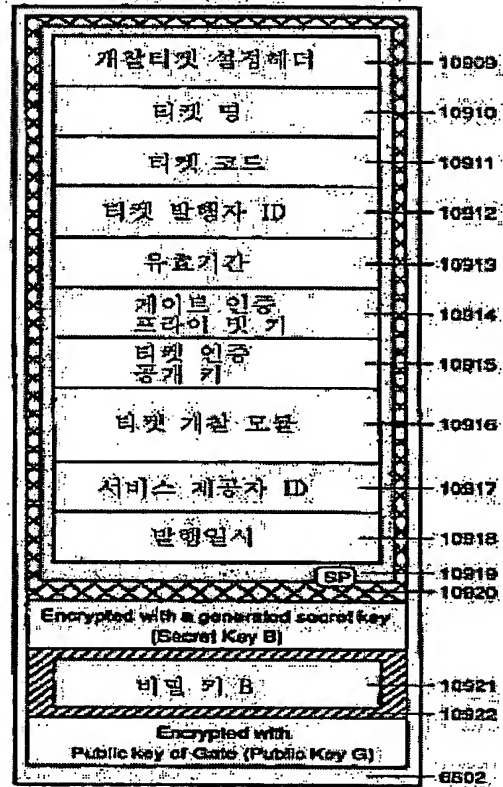 개찰티켓 설정헤더
10909
티켓 명
10910
티켓 코드
10911
티켓 발행자 ID
10912
유효기간
10913
게이트 인증
프라이빗 키
10914
티켓 인증
공개 키
10915
티켓 개찰 모듈
10916
서비스 제공자 ID
10917
발행일시
10918
SP
10919
10920
Encrypted with a generated secret key
(Secret Key B)
비밀 키 B
10921
10922
Encrypted with
Public key of Gate (Public Key G)
6802